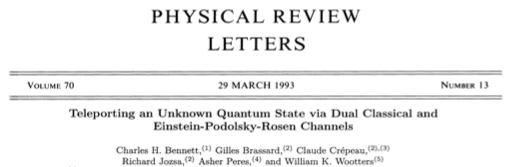 PHYSICAL REVIEW
LETTERS
VOLUME 70 29 MARCH 1993 NUMBER 13
Teleporting an Unknown Quantum State via Dual Classical and
Einstein-Podolsky-Rosen Channels
Charles H. Bennett,(1) Gilles Brassard,(2) Claude Crépeau,(2),(3)
Richard Jozsa,(2) Asher Peres,(4) and William K. Wootters(5)